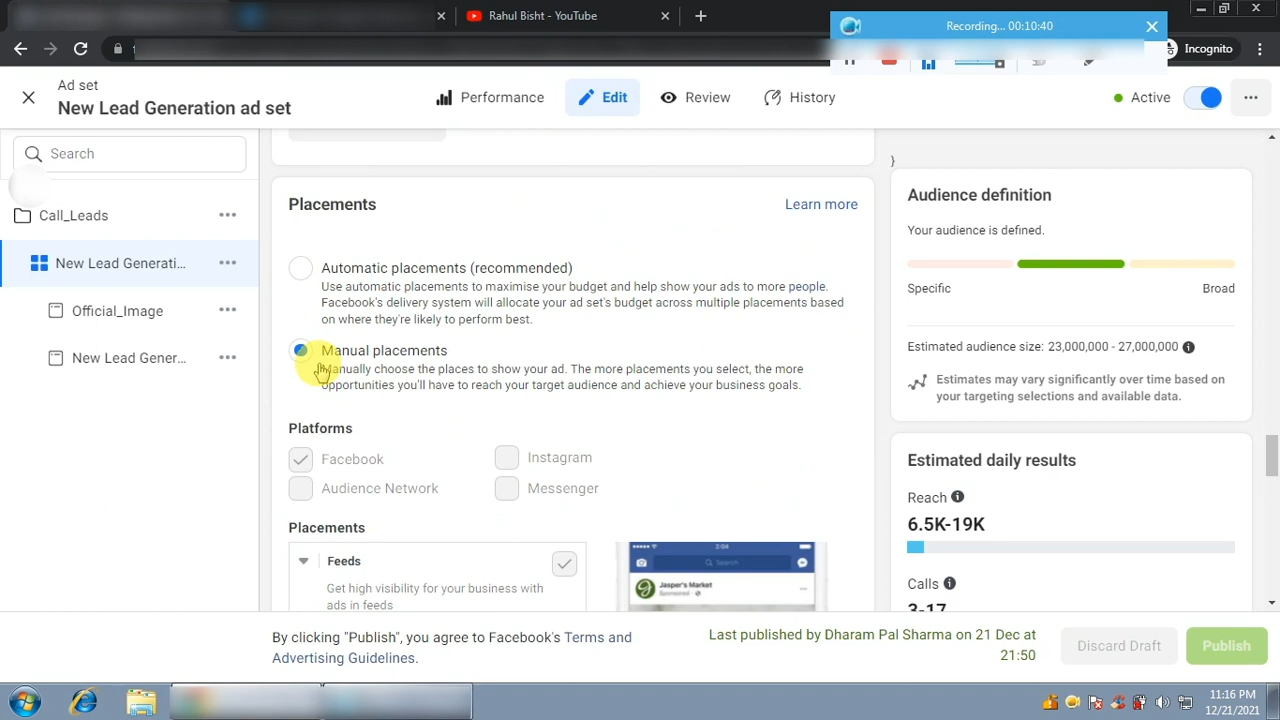 Rahul Bisht - YouTube
Recording... 00:10:40
Incognito
Ad set
New Lead Generation ad set
Performance
Edit
Review
History
Active
Search
Call_Leads
New Lead Generati...
Official_Image
New Lead Gener...
Placements
Learn more
Automatic placements (recommended)
Use automatic placements to maximise your budget and help show your ads to more people.
Facebook's delivery system will allocate your ad set's budget across multiple placements based
on where they're likely to perform best.
Manual placements
Manually choose the places to show your ad. The more placements you select, the more
opportunities you'll have to reach your target audience and achieve your business goals.
Platforms
Facebook
Instagram
Audience Network
Messenger
Placements
Feeds
Get high visibility for your business with
ads in feeds
2:04
Search
Jasper's Market
Sponsored
}
Audience definition
Your audience is defined.
Specific
Broad
Estimated audience size: 23,000,000 - 27,000,000
Estimates may vary significantly over time based on
your targeting selections and available data.
Estimated daily results
Reach
6.5K-19K
Calls
3-17
By clicking "Publish", you agree to Facebook's Terms and
Advertising Guidelines.
Last published by Dharam Pal Sharma on 21 Dec at
21:50
Discard Draft
Publish
11:16 PM
12/21/2021